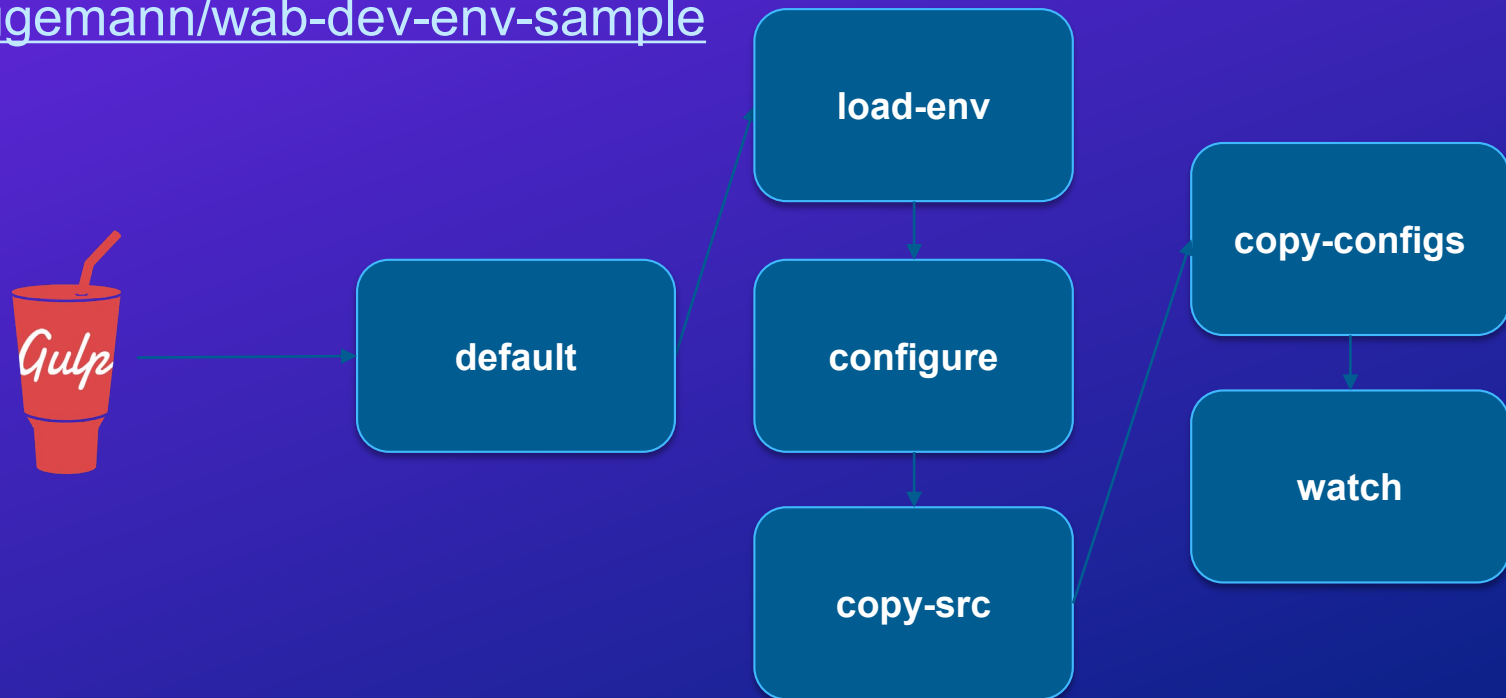 gemann/wab-dev-env-sample
Gulp
default
load-env
configure
copy-src
copy-configs
watch